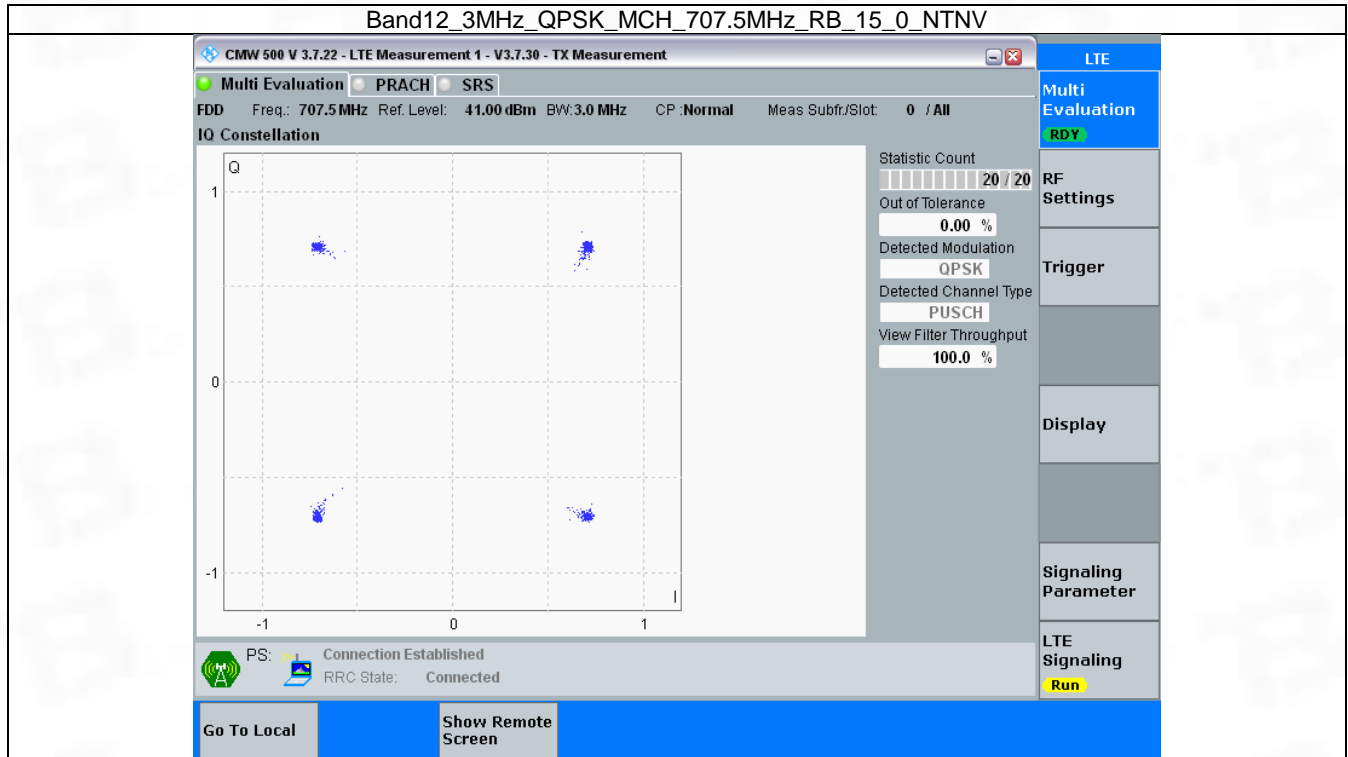 Band12_3MHz_QPSK_MCH_707.5MHz_RB_15_0_NTNV
CMW 500 V 3.7.22 - LTE Measurement 1 - V3.7.30 - TX Measurement
Multi Evaluation PRACH SRS
FDD Freq.: 707.5 MHz Ref. Level: 41.00 dBm BW: 3.0 MHz CP : Normal Meas Subfr./Slot: 0 / All
IQ Constellation
Q
1
0
-1
I
-1 0 1
Statistic Count
20 / 20
Out of Tolerance
0.00 %
Detected Modulation
QPSK
Detected Channel Type
PUSCH
View Filter Throughput
100.0 %
PS: Connection Established
RRC State: Connected
LTE
Multi
Evaluation
RDY
RF
Settings
Trigger
Display
Signaling
Parameter
LTE
Signaling
Run
Go To Local
Show Remote
Screen